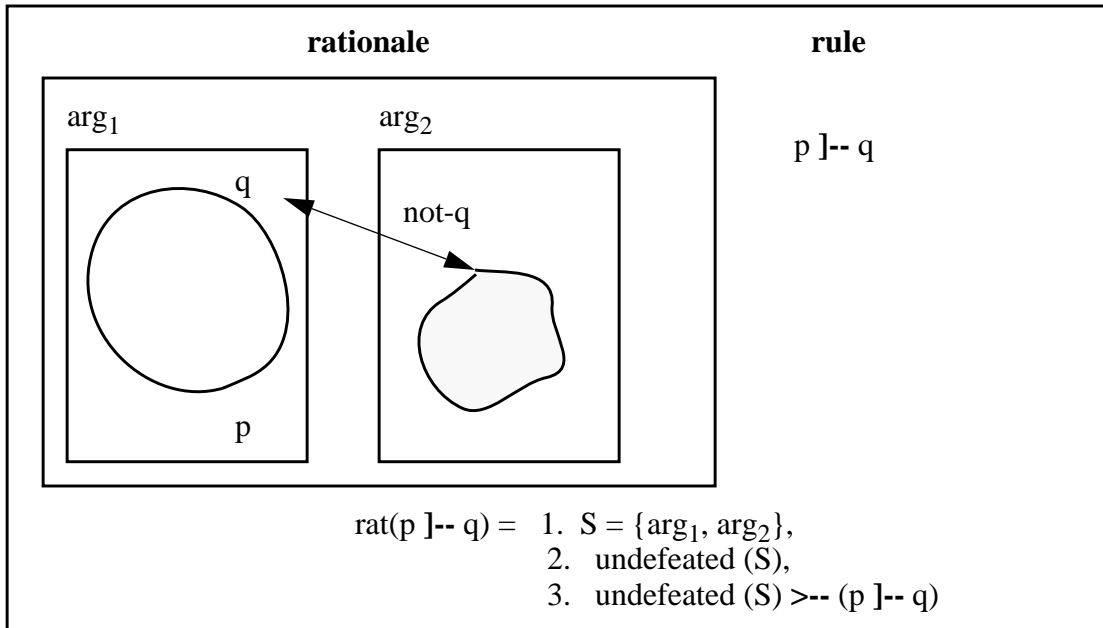 rationale rule
arg1 arg2
p ]-- q
q
not-q
p
rat(p ]-- q) = 1. S = {arg1, arg2},
2. undefeated (S),
3. undefeated (S) >-- (p ]-- q)